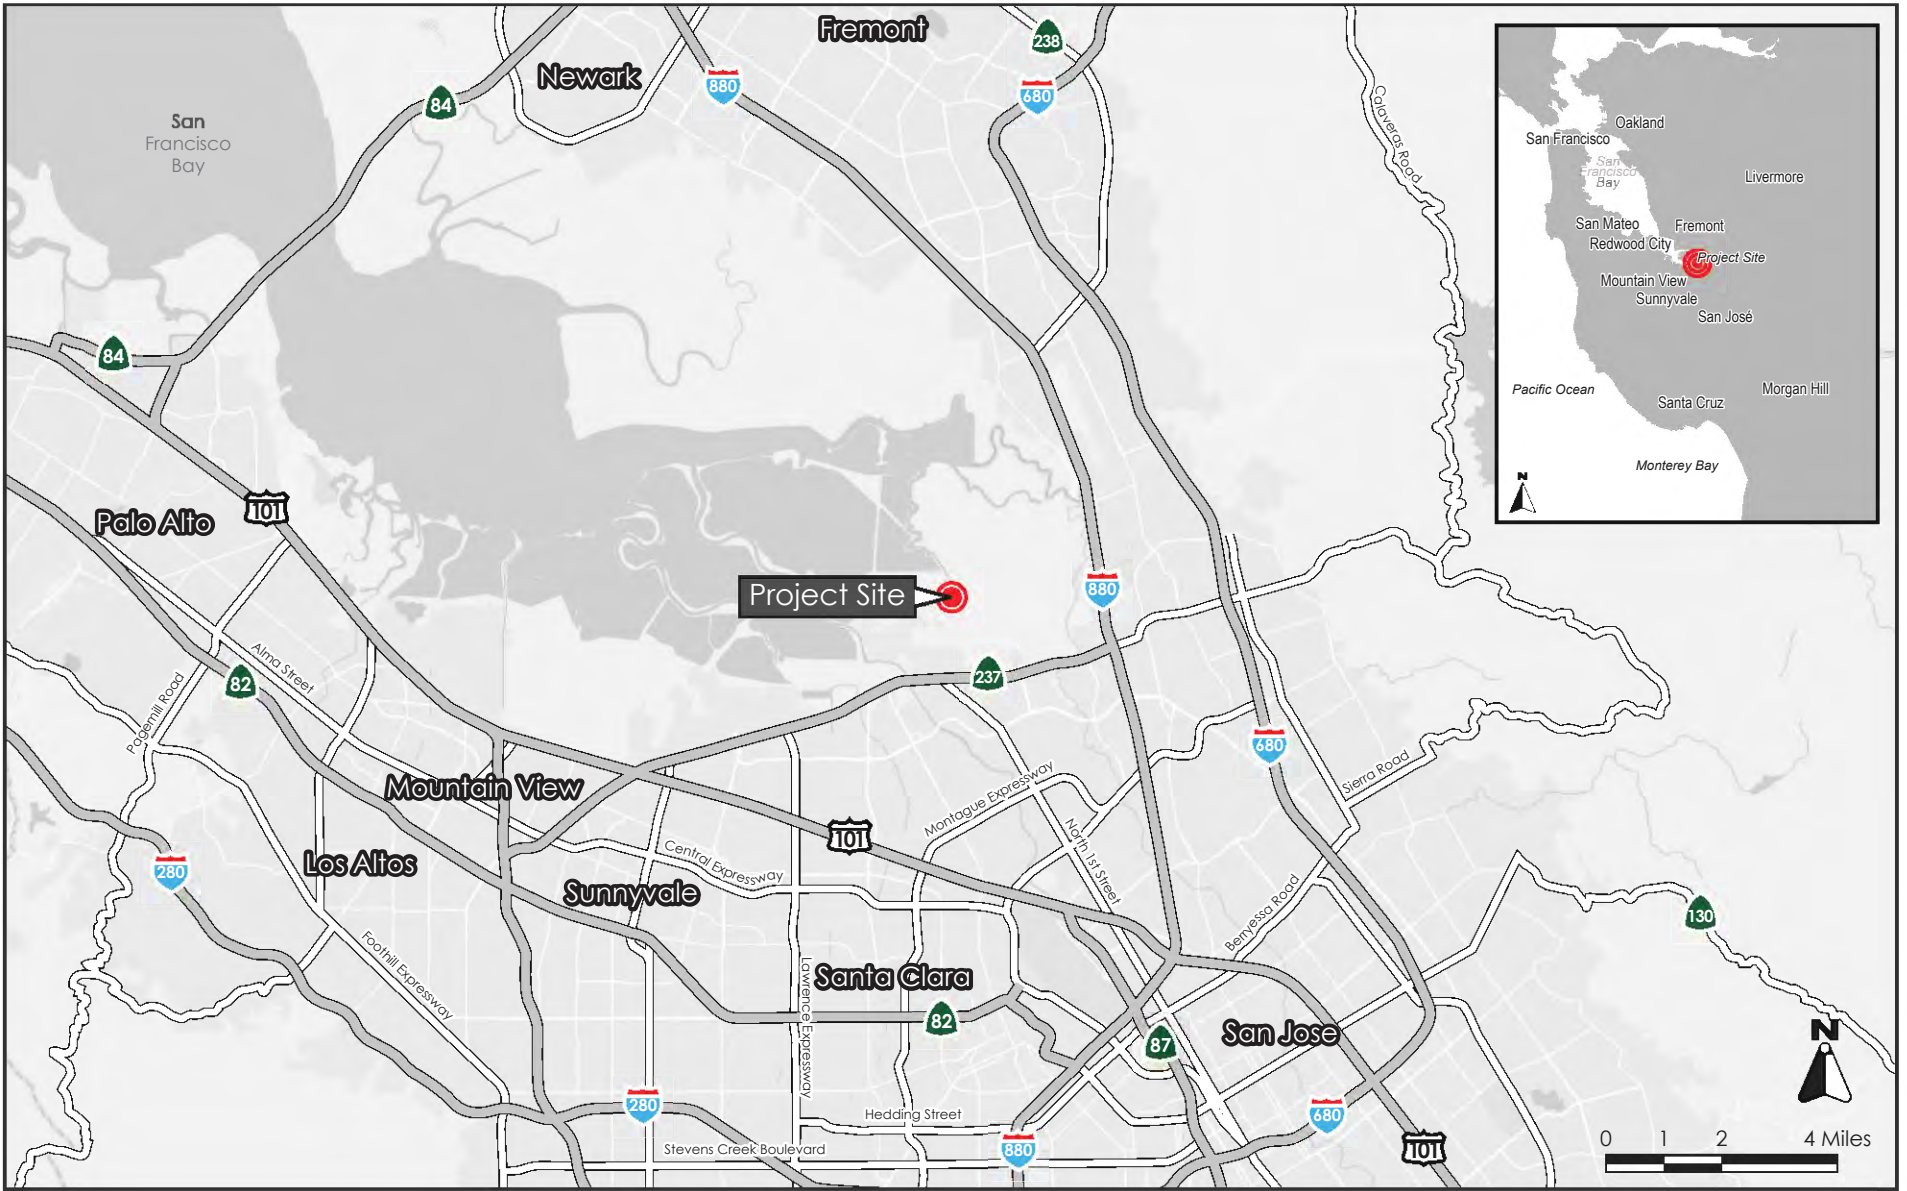 Fremont
238
Newark
880
680
84
San
Francisco
Bay
Calaveras Road
84
Palo Alto
101
Project Site
880
237
Alma Street
82
Pagemill Road
680
Sierra Road
Mountain View
Montague Expressway
101
North 1st Street
Central Expressway
280
Los Altos
Sunnyvale
Berryessa Road
130
Foothill Expressway
Santa Clara
Lawrence Expressway
82
San Jose
87
280
Hedding Street
680
Stevens Creek Boulevard
880
101
N
0 1 2 4 Miles
Oakland
San Francisco
San
Francisco
Bay
Livermore
San Mateo
Fremont
Redwood City
Project Site
Mountain View
Sunnyvale
San José
Pacific Ocean
Morgan Hill
Santa Cruz
Monterey Bay
N